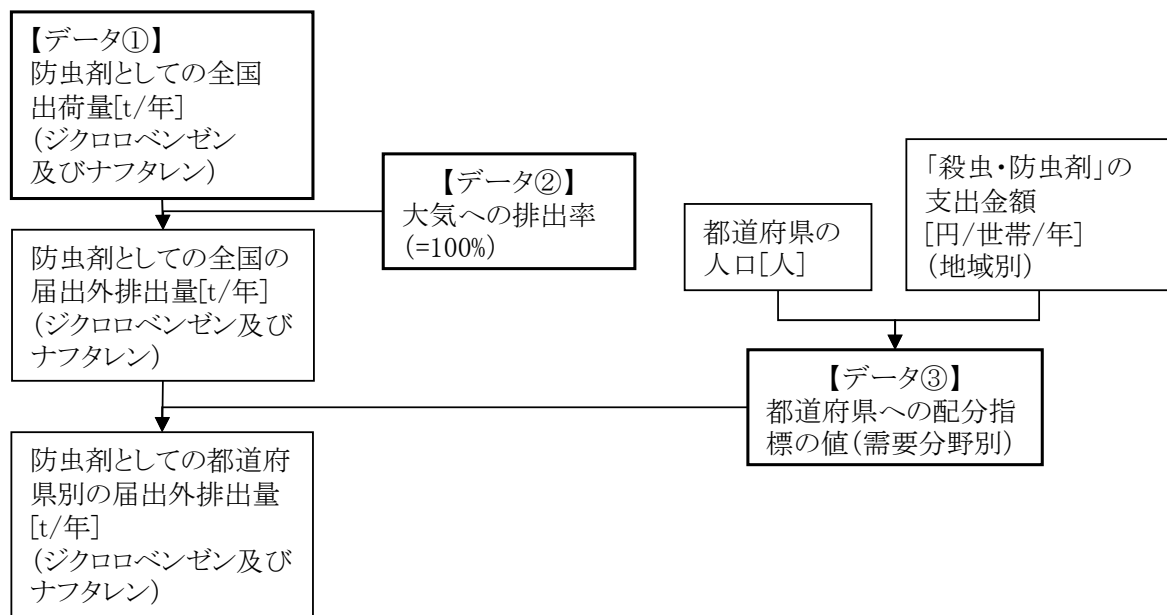 【データ①】
防虫剤としての全国
出荷量[t/年]
(ジクロロベンゼン
及びナフタレン)
【データ②】
大気への排出率
(=100%)
都道府県の
人口[人]
「殺虫・防虫剤」の
支出金額
[円/世帯/年]
(地域別)
防虫剤としての全国の
届出外排出量[t/年]
(ジクロロベンゼン及び
ナフタレン)
【データ③】
都道府県への配分指
標の値(需要分野別)
防虫剤としての都道府
県別の届出外排出量
[t/年]
(ジクロロベンゼン及び
ナフタレン)